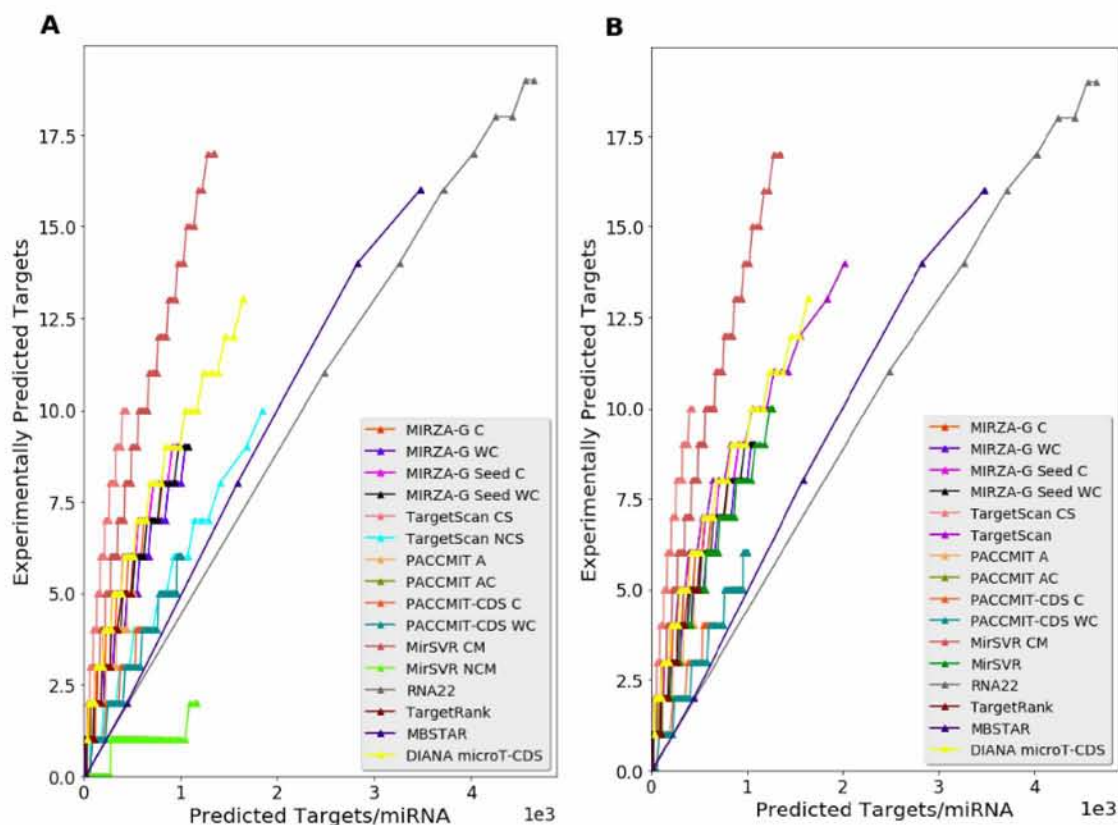 A
Experimentally Predicted Targets
17.5
15.0
12.5
10.0
7.5
5.0
2.5
0.0
MIRZA-G C
MIRZA-G WC
MIRZA-G Seed C
MIRZA-G Seed WC
TargetScan CS
TargetScan NCS
PACCMIT A
PACCMIT AC
PACCMIT-CDS C
PACCMIT-CDS WC
MirSVR CM
MirSVR NCM
RNA22
TargetRank
MBSTAR
DIANA microT-CDS
0 1 2 3 4
1e3
Predicted Targets/miRNA
B
Experimentally Predicted Targets
17.5
15.0
12.5
10.0
7.5
5.0
2.5
0.0
MIRZA-G C
MIRZA-G WC
MIRZA-G Seed C
MIRZA-G Seed WC
TargetScan CS
TargetScan
PACCMIT A
PACCMIT AC
PACCMIT-CDS C
PACCMIT-CDS WC
MirSVR CM
MirSVR
RNA22
TargetRank
MBSTAR
DIANA microT-CDS
0 1 2 3 4
1e3
Predicted Targets/miRNA